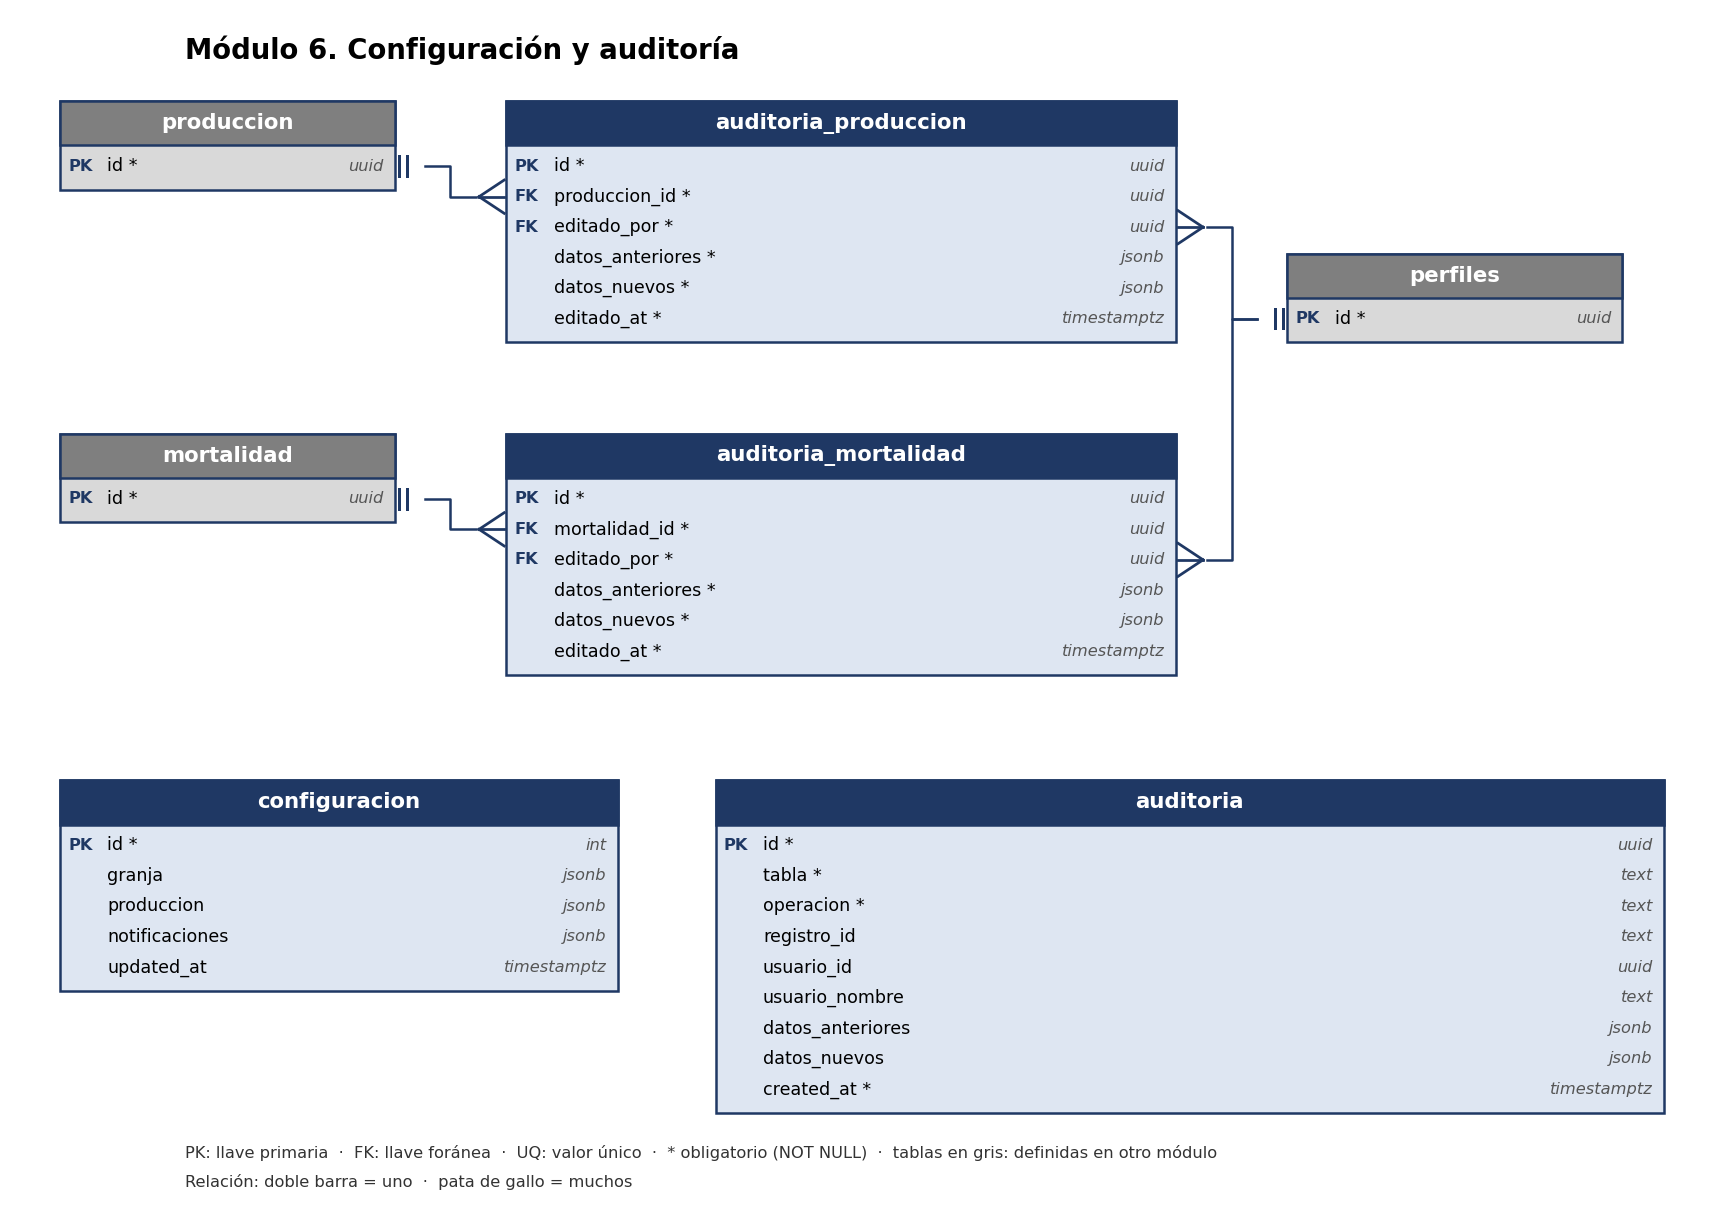 Módulo 6. Configuración y auditoría
produccion
PK id * uuid
auditoria_produccion
PK id * uuid
FK produccion_id * uuid
FK editado_por * uuid
datos_anteriores * jsonb
datos_nuevos * jsonb
editado_at * timestamptz
perfiles
PK id * uuid
mortalidad
PK id * uuid
auditoria_mortalidad
PK id * uuid
FK mortalidad_id * uuid
FK editado_por * uuid
datos_anteriores * jsonb
datos_nuevos * jsonb
editado_at * timestamptz
configuracion
PK id * int
granja jsonb
produccion jsonb
notificaciones jsonb
updated_at timestamptz
auditoria
PK id * uuid
tabla * text
operacion * text
registro_id text
usuario_id uuid
usuario_nombre text
datos_anteriores jsonb
datos_nuevos jsonb
created_at * timestamptz
PK: llave primaria · FK: llave foránea · UQ: valor único · * obligatorio (NOT NULL) · tablas en gris: definidas en otro módulo
Relación: doble barra = uno · pata de gallo = muchos